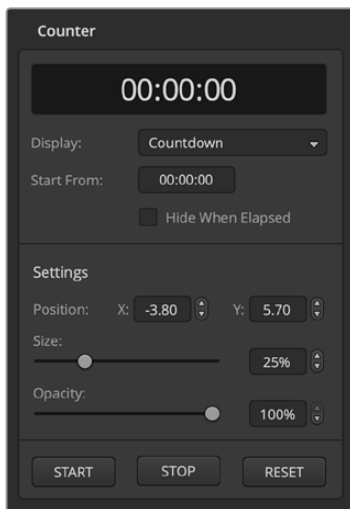 Counter
00:00:00
Display: Countdown
Start From: 00:00:00
Hide When Elapsed
Settings
Position: X: -3.80 Y: 5.70
Size:
25%
Opacity:
100%
START STOP RESET